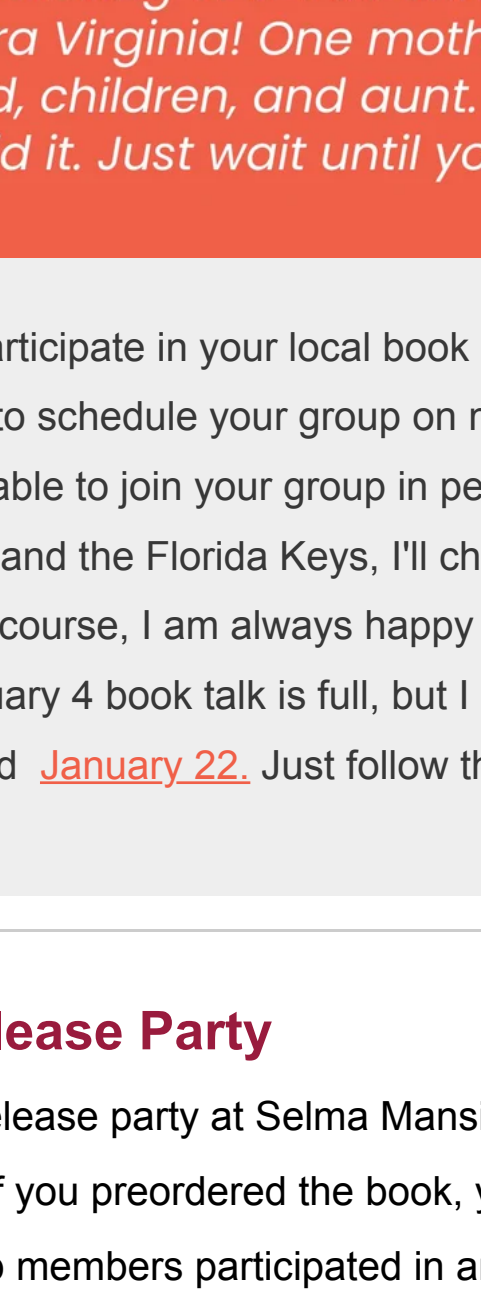 ra Virginia! One moth
d, children, and aunt.
d it. Just wait until yo
articipate in your local book
to schedule your group on
able to join your group in pe
and the Florida Keys, I'll ch
course, I am always happy
uary 4 book talk is full, but I
d January 22. Just follow th
lease Party
elease party at Selma Mansi
f you preordered the book,
members participated in